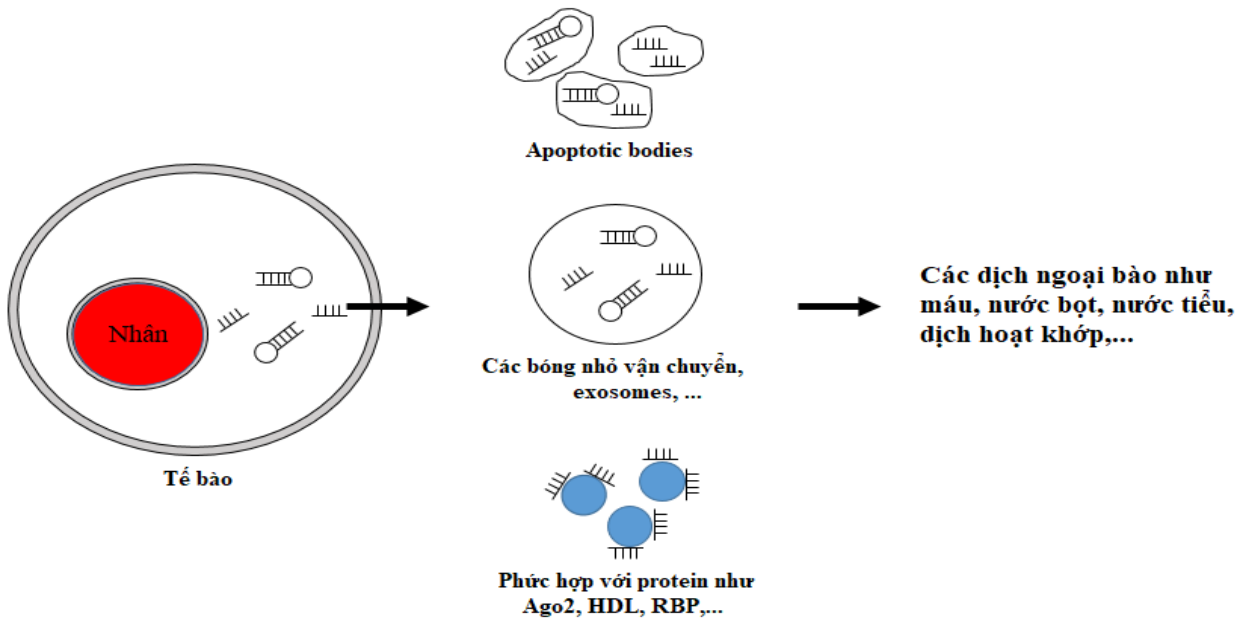 Apoptotic bodies
Nhân
Tế bào
Các bóng nhỏ vận chuyển,
exosomes, ...
Các dịch ngoại bào như
máu, nước bọt, nước tiểu,
dịch hoạt khớp,...
Phức hợp với protein như
Ago2, HDL, RBP,...